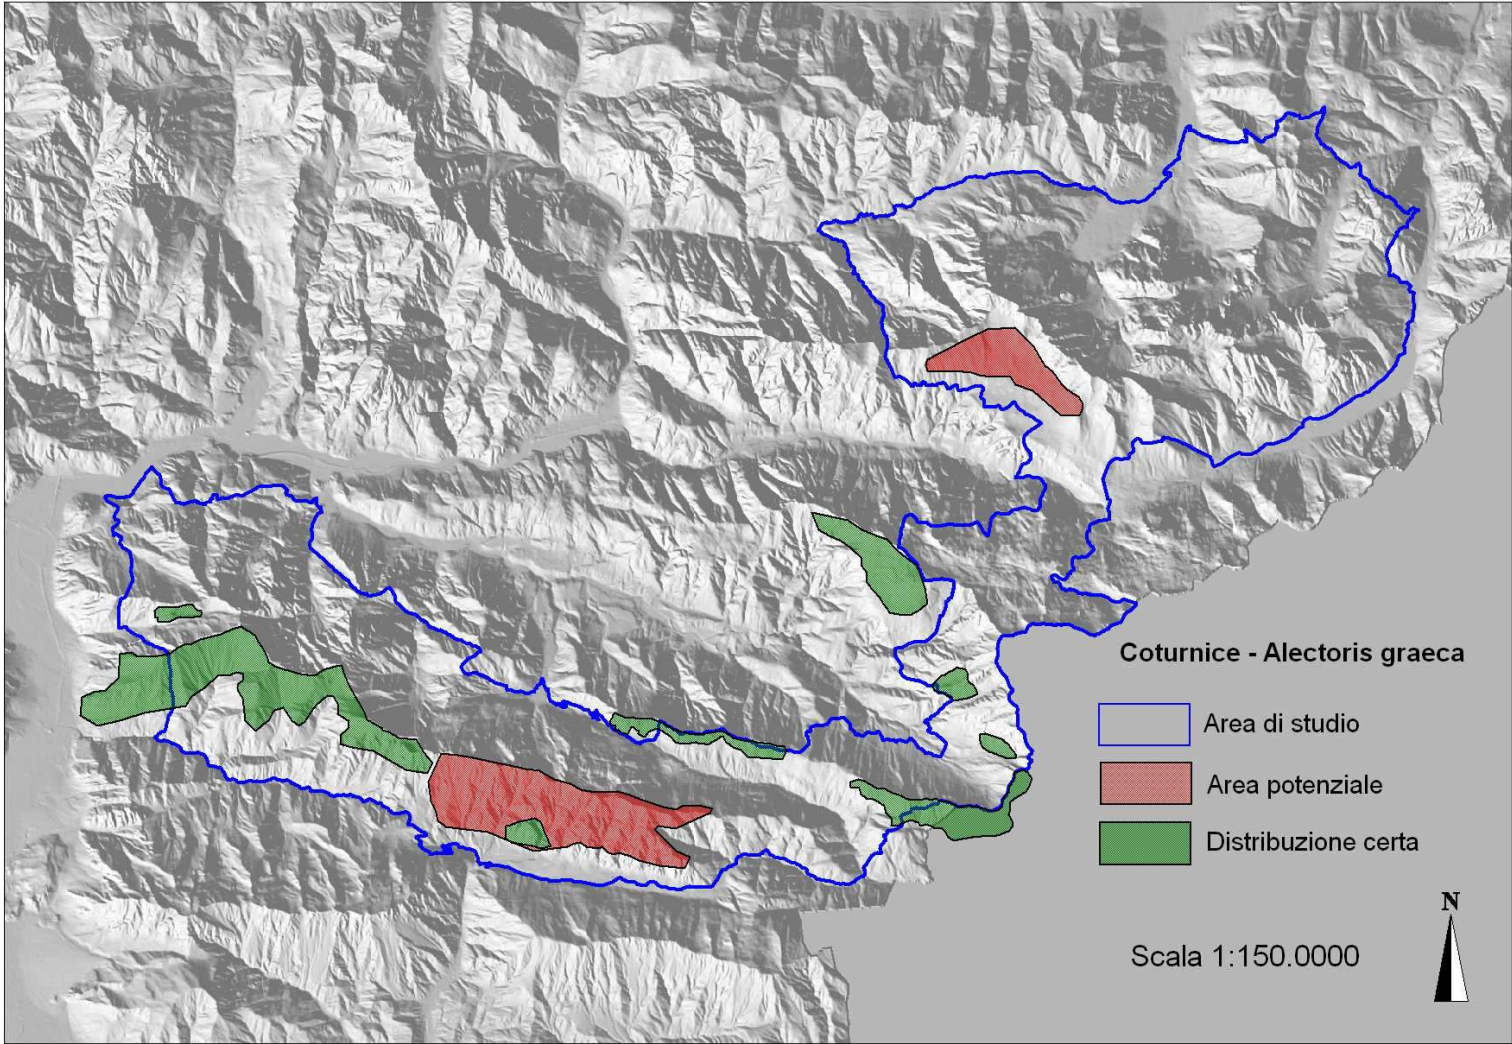 Coturnice - Alectoris graeca
Area di studio
Area potenziale
Distribuzione certa
N
Scala 1:150.0000